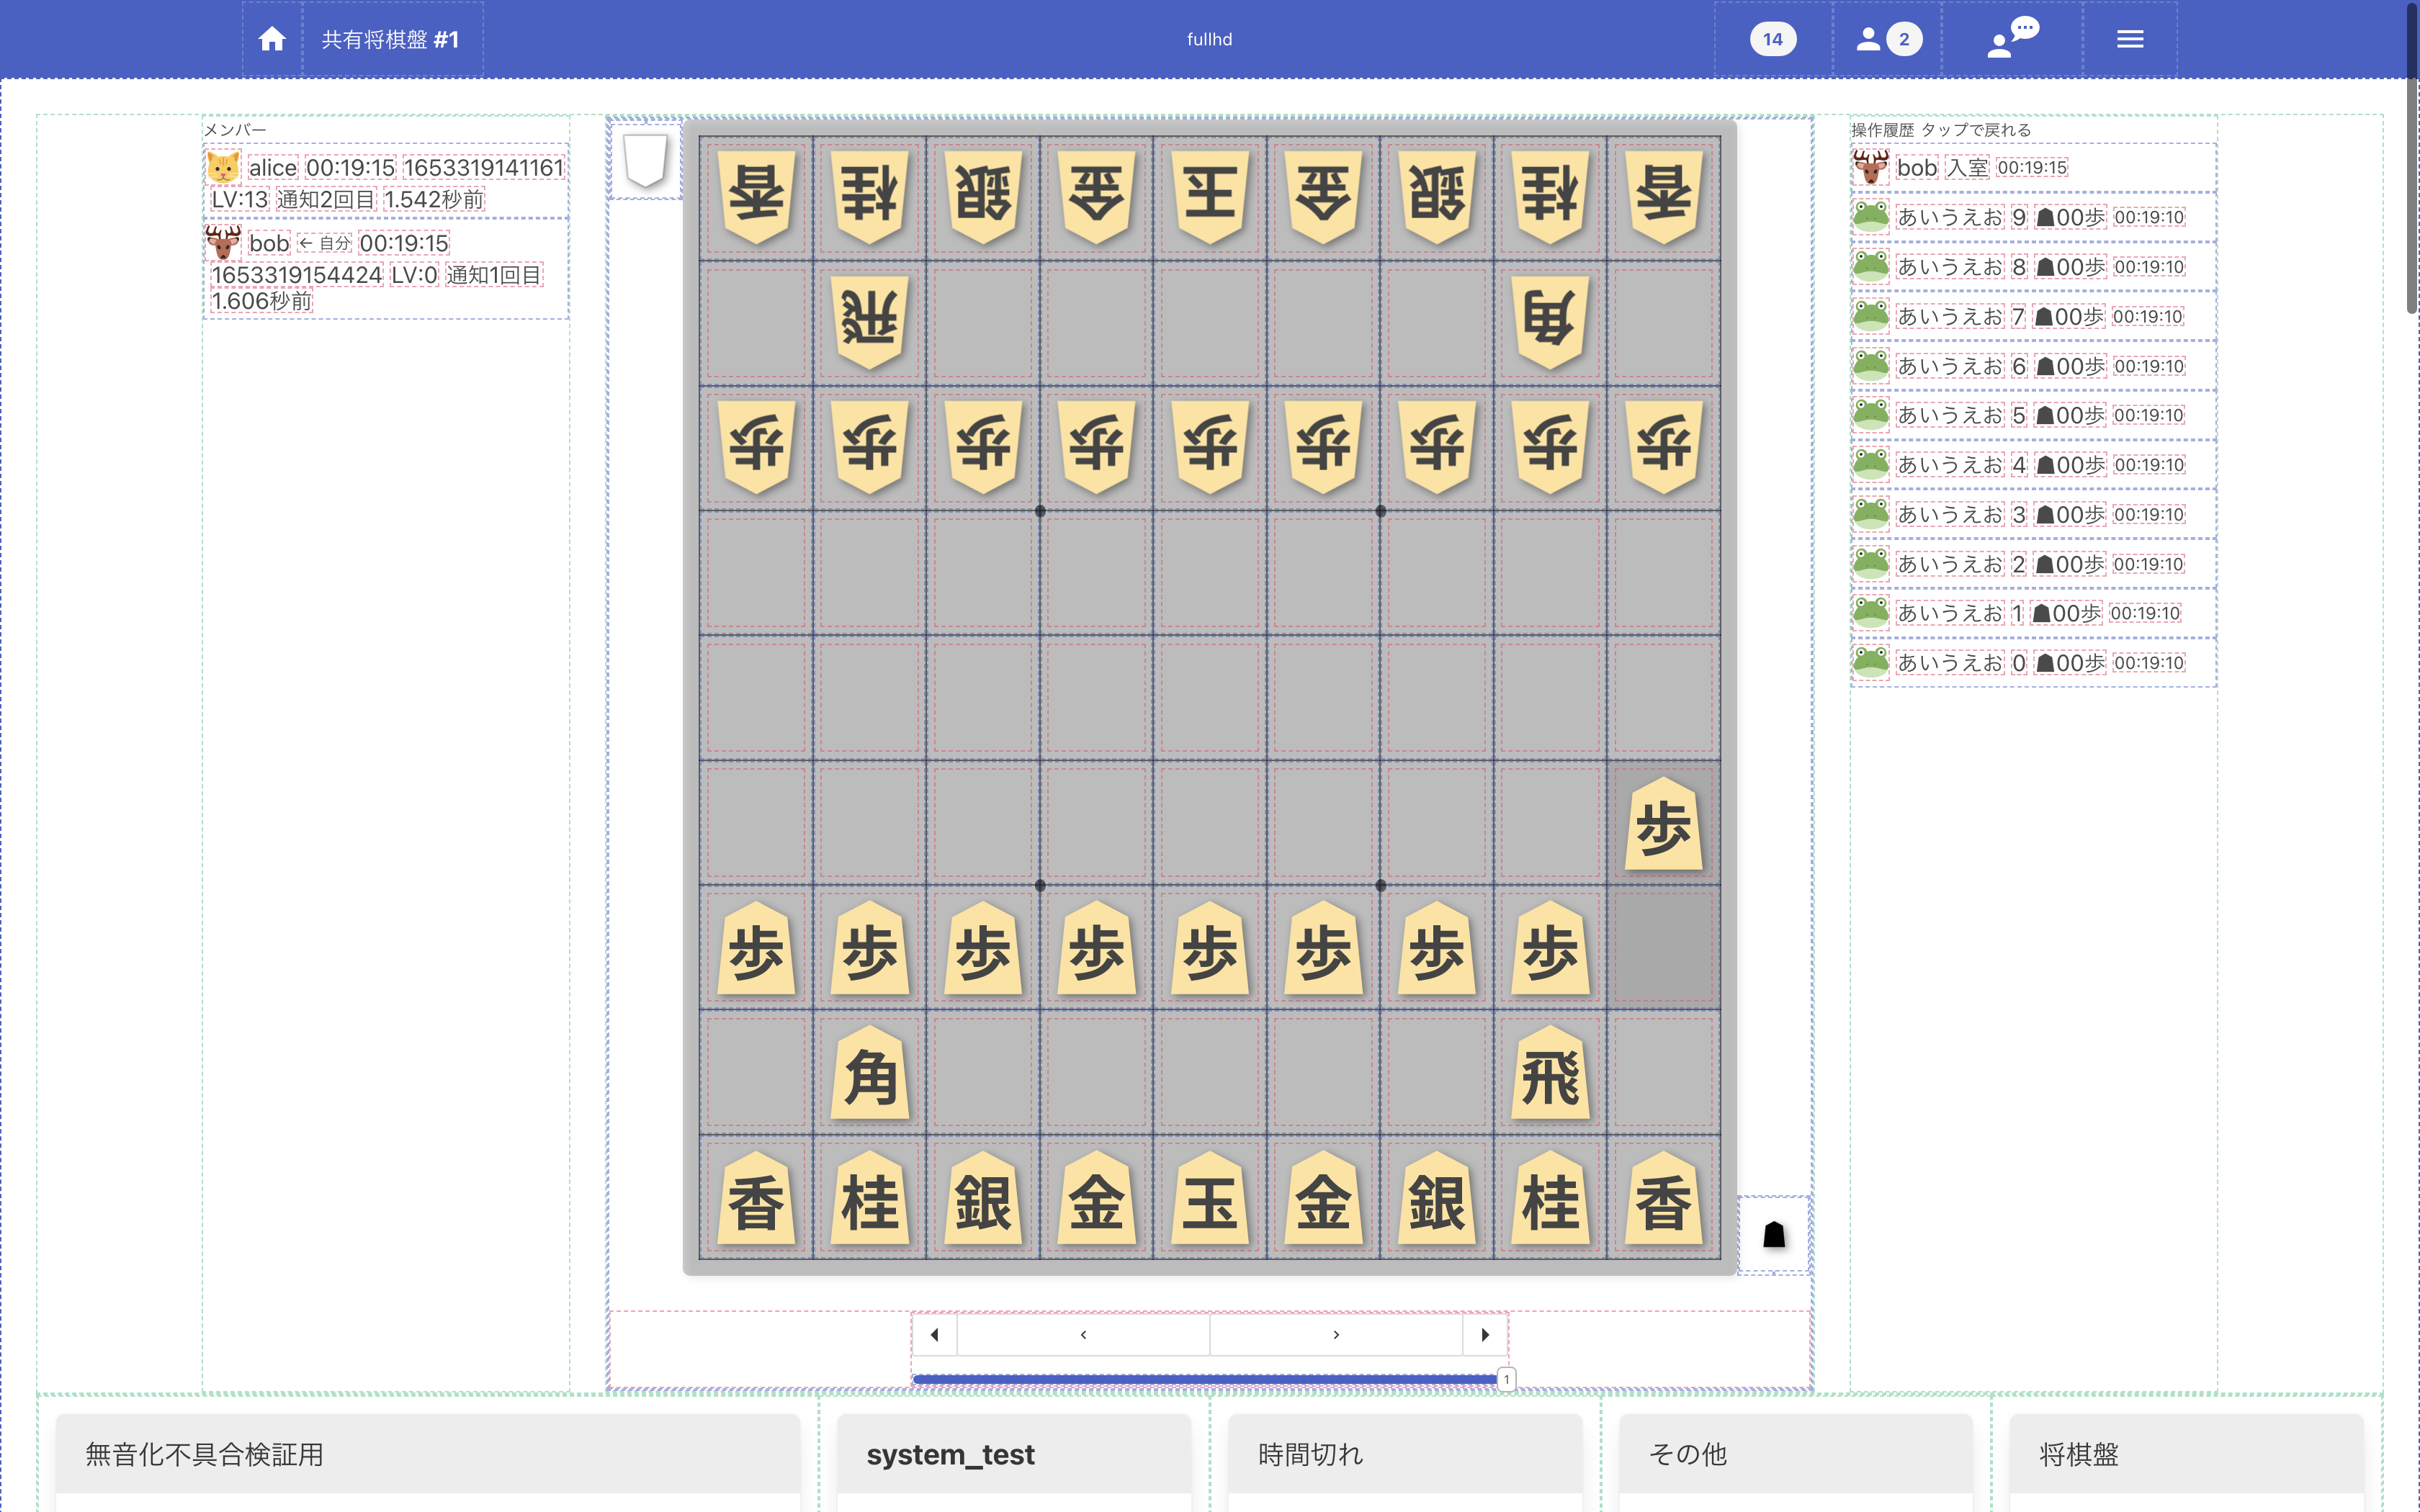 共有将棋盤 #1
fullhd
14
2
メンバー
alice 00:19:15 1653319141161
LV:13 通知2回目 1.542秒前
bob ← 自分 00:19:15
1653319154424 LV:0 通知1回目
1.606秒前
香 桂 銀 金 王 金 銀 桂 香
飛 角
歩 歩 歩 歩 歩 歩 歩 歩 歩
歩
歩 歩 歩 歩 歩 歩 歩 歩
角 飛
香 桂 銀 金 玉 金 銀 桂 香
1
操作履歴 タップで戻れる
bob 入室 00:19:15
あいうえお 9 ☗00歩 00:19:10
あいうえお 8 ☗00歩 00:19:10
あいうえお 7 ☗00歩 00:19:10
あいうえお 6 ☗00歩 00:19:10
あいうえお 5 ☗00歩 00:19:10
あいうえお 4 ☗00歩 00:19:10
あいうえお 3 ☗00歩 00:19:10
あいうえお 2 ☗00歩 00:19:10
あいうえお 1 ☗00歩 00:19:10
あいうえお 0 ☗00歩 00:19:10
無音化不具合検証用
system_test
時間切れ
その他
将棋盤